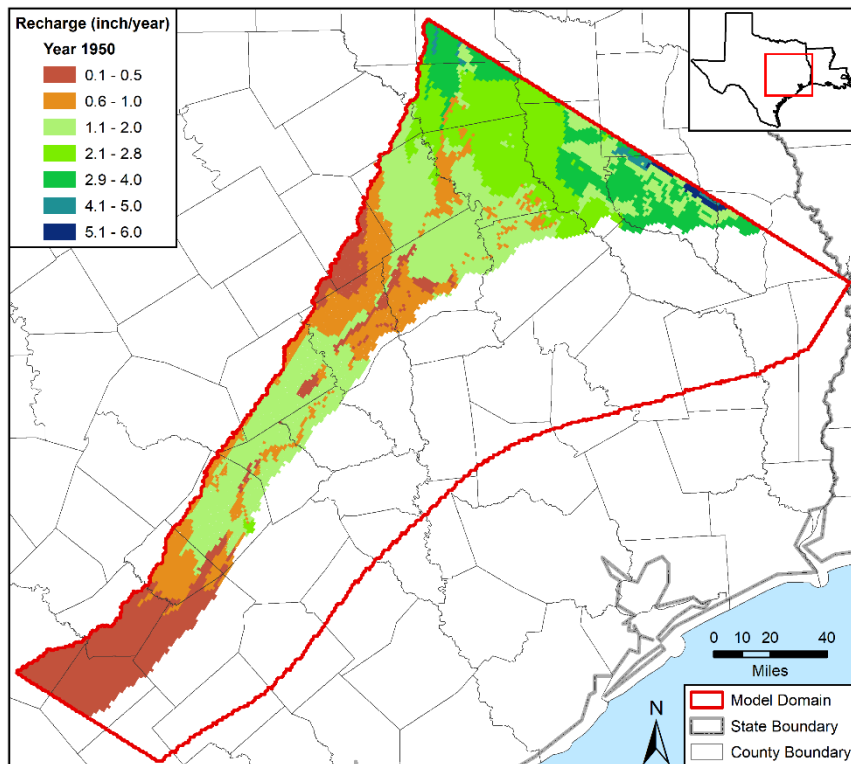 Recharge (inch/year)
Year 1950
0.1 - 0.5
0.6 - 1.0
1.1 - 2.0
2.1 - 2.8
2.9 - 4.0
4.1 - 5.0
5.1 - 6.0
0 10 20 40
Miles
N
Model Domain
State Boundary
County Boundary